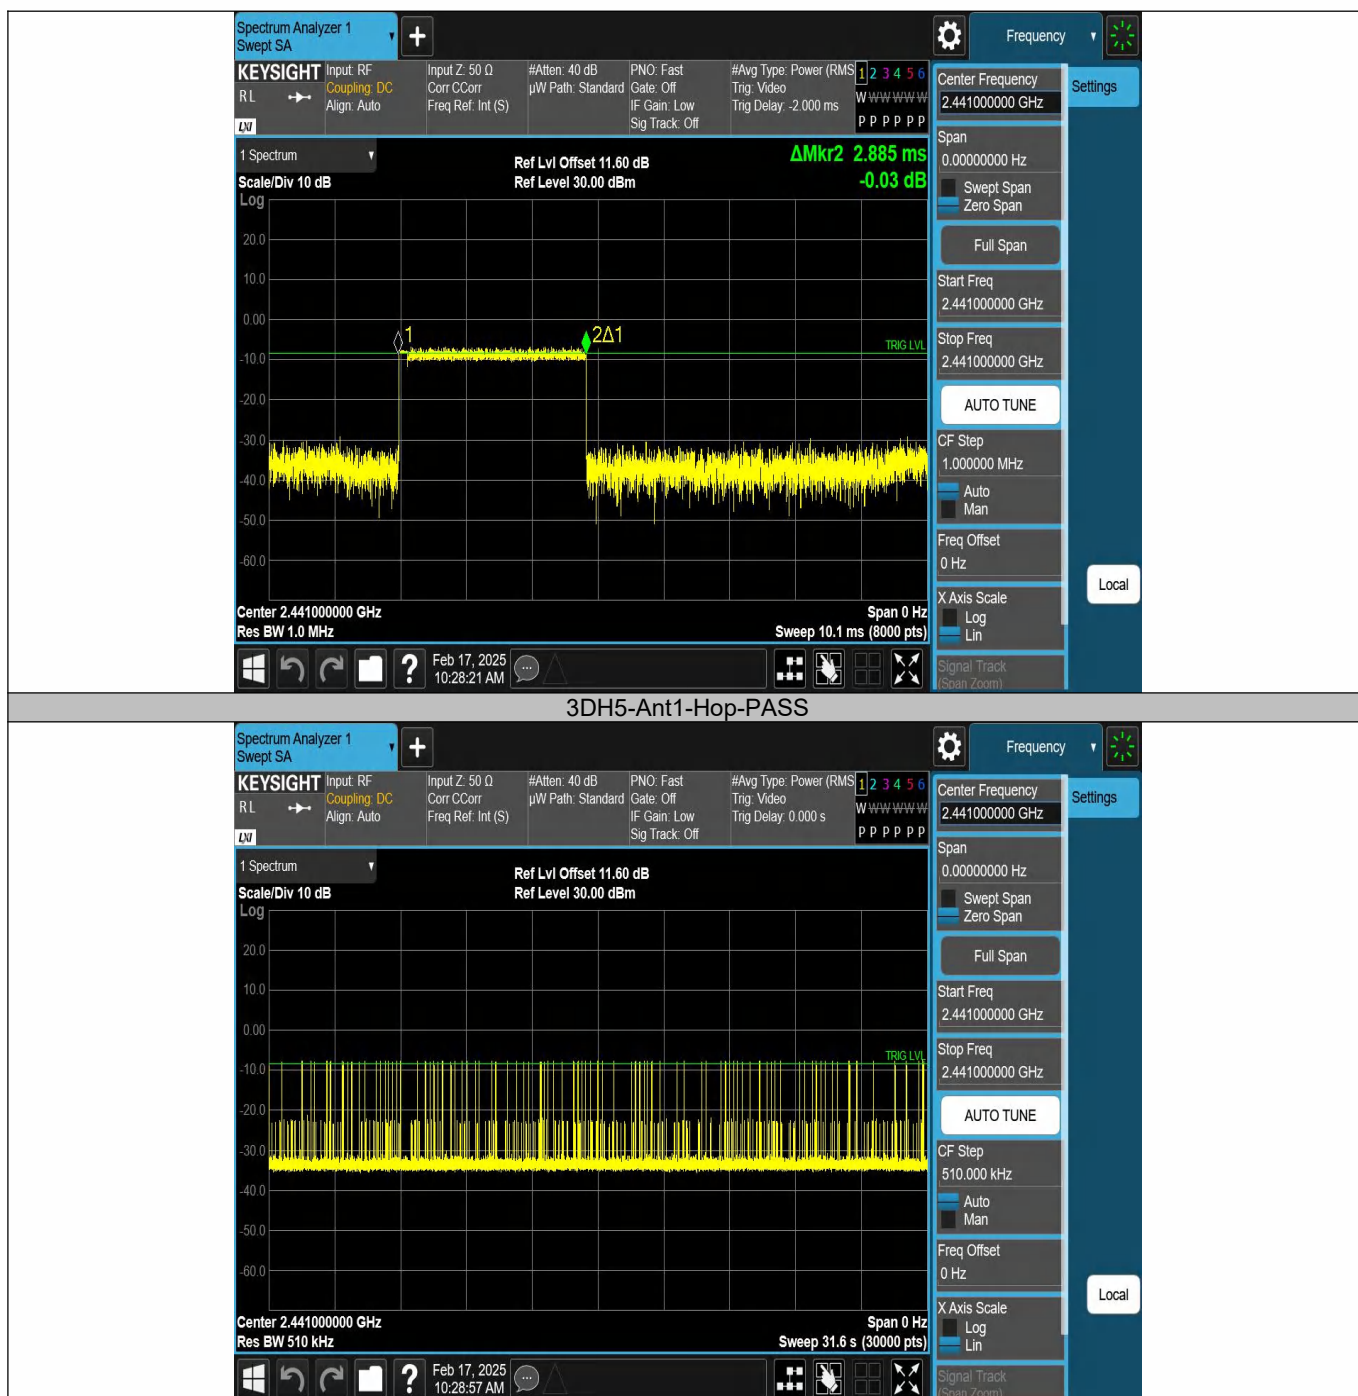 Spectrum Analyzer 1
Swept SA
Frequency
KEYSIGHT
RL
LXI
Input: RF
Coupling: DC
Align: Auto
Input Z: 50 Ω
Corr CCorr
Freq Ref: Int (S)
#Atten: 40 dB
µW Path: Standard
PNO: Fast
Gate: Off
IF Gain: Low
Sig Track: Off
#Avg Type: Power (RMS
Trig: Video
Trig Delay: -2.000 ms
1 2 3 4 5 6
W W W W W W
P P P P P P
Center Frequency
2.441000000 GHz
Settings
Span
0.00000000 Hz
Swept Span
Zero Span
Full Span
Start Freq
2.441000000 GHz
Stop Freq
2.441000000 GHz
AUTO TUNE
CF Step
1.000000 MHz
Auto
Man
Freq Offset
0 Hz
X Axis Scale
Log
Lin
Signal Track
(Span Zoom)
Local
1 Spectrum
Scale/Div 10 dB
Log
Ref Lvl Offset 11.60 dB
Ref Level 30.00 dBm
ΔMkr2 2.885 ms
-0.03 dB
20.0
10.0
0.00
-10.0
-20.0
-30.0
-40.0
-50.0
-60.0
1
2Δ1
TRIG LVL
Center 2.441000000 GHz
Res BW 1.0 MHz
Span 0 Hz
Sweep 10.1 ms (8000 pts)
Feb 17, 2025
10:28:21 AM
3DH5-Ant1-Hop-PASS
Spectrum Analyzer 1
Swept SA
Frequency
KEYSIGHT
RL
LXI
Input: RF
Coupling: DC
Align: Auto
Input Z: 50 Ω
Corr CCorr
Freq Ref: Int (S)
#Atten: 40 dB
µW Path: Standard
PNO: Fast
Gate: Off
IF Gain: Low
Sig Track: Off
#Avg Type: Power (RMS
Trig: Video
Trig Delay: 0.000 s
1 2 3 4 5 6
W W W W W W
P P P P P P
Center Frequency
2.441000000 GHz
Settings
Span
0.00000000 Hz
Swept Span
Zero Span
Full Span
Start Freq
2.441000000 GHz
Stop Freq
2.441000000 GHz
AUTO TUNE
CF Step
510.000 kHz
Auto
Man
Freq Offset
0 Hz
X Axis Scale
Log
Lin
Signal Track
(Span Zoom)
Local
1 Spectrum
Scale/Div 10 dB
Log
Ref Lvl Offset 11.60 dB
Ref Level 30.00 dBm
20.0
10.0
0.00
-10.0
-20.0
-30.0
-40.0
-50.0
-60.0
TRIG LVL
Center 2.441000000 GHz
Res BW 510 kHz
Span 0 Hz
Sweep 31.6 s (30000 pts)
Feb 17, 2025
10:28:57 AM